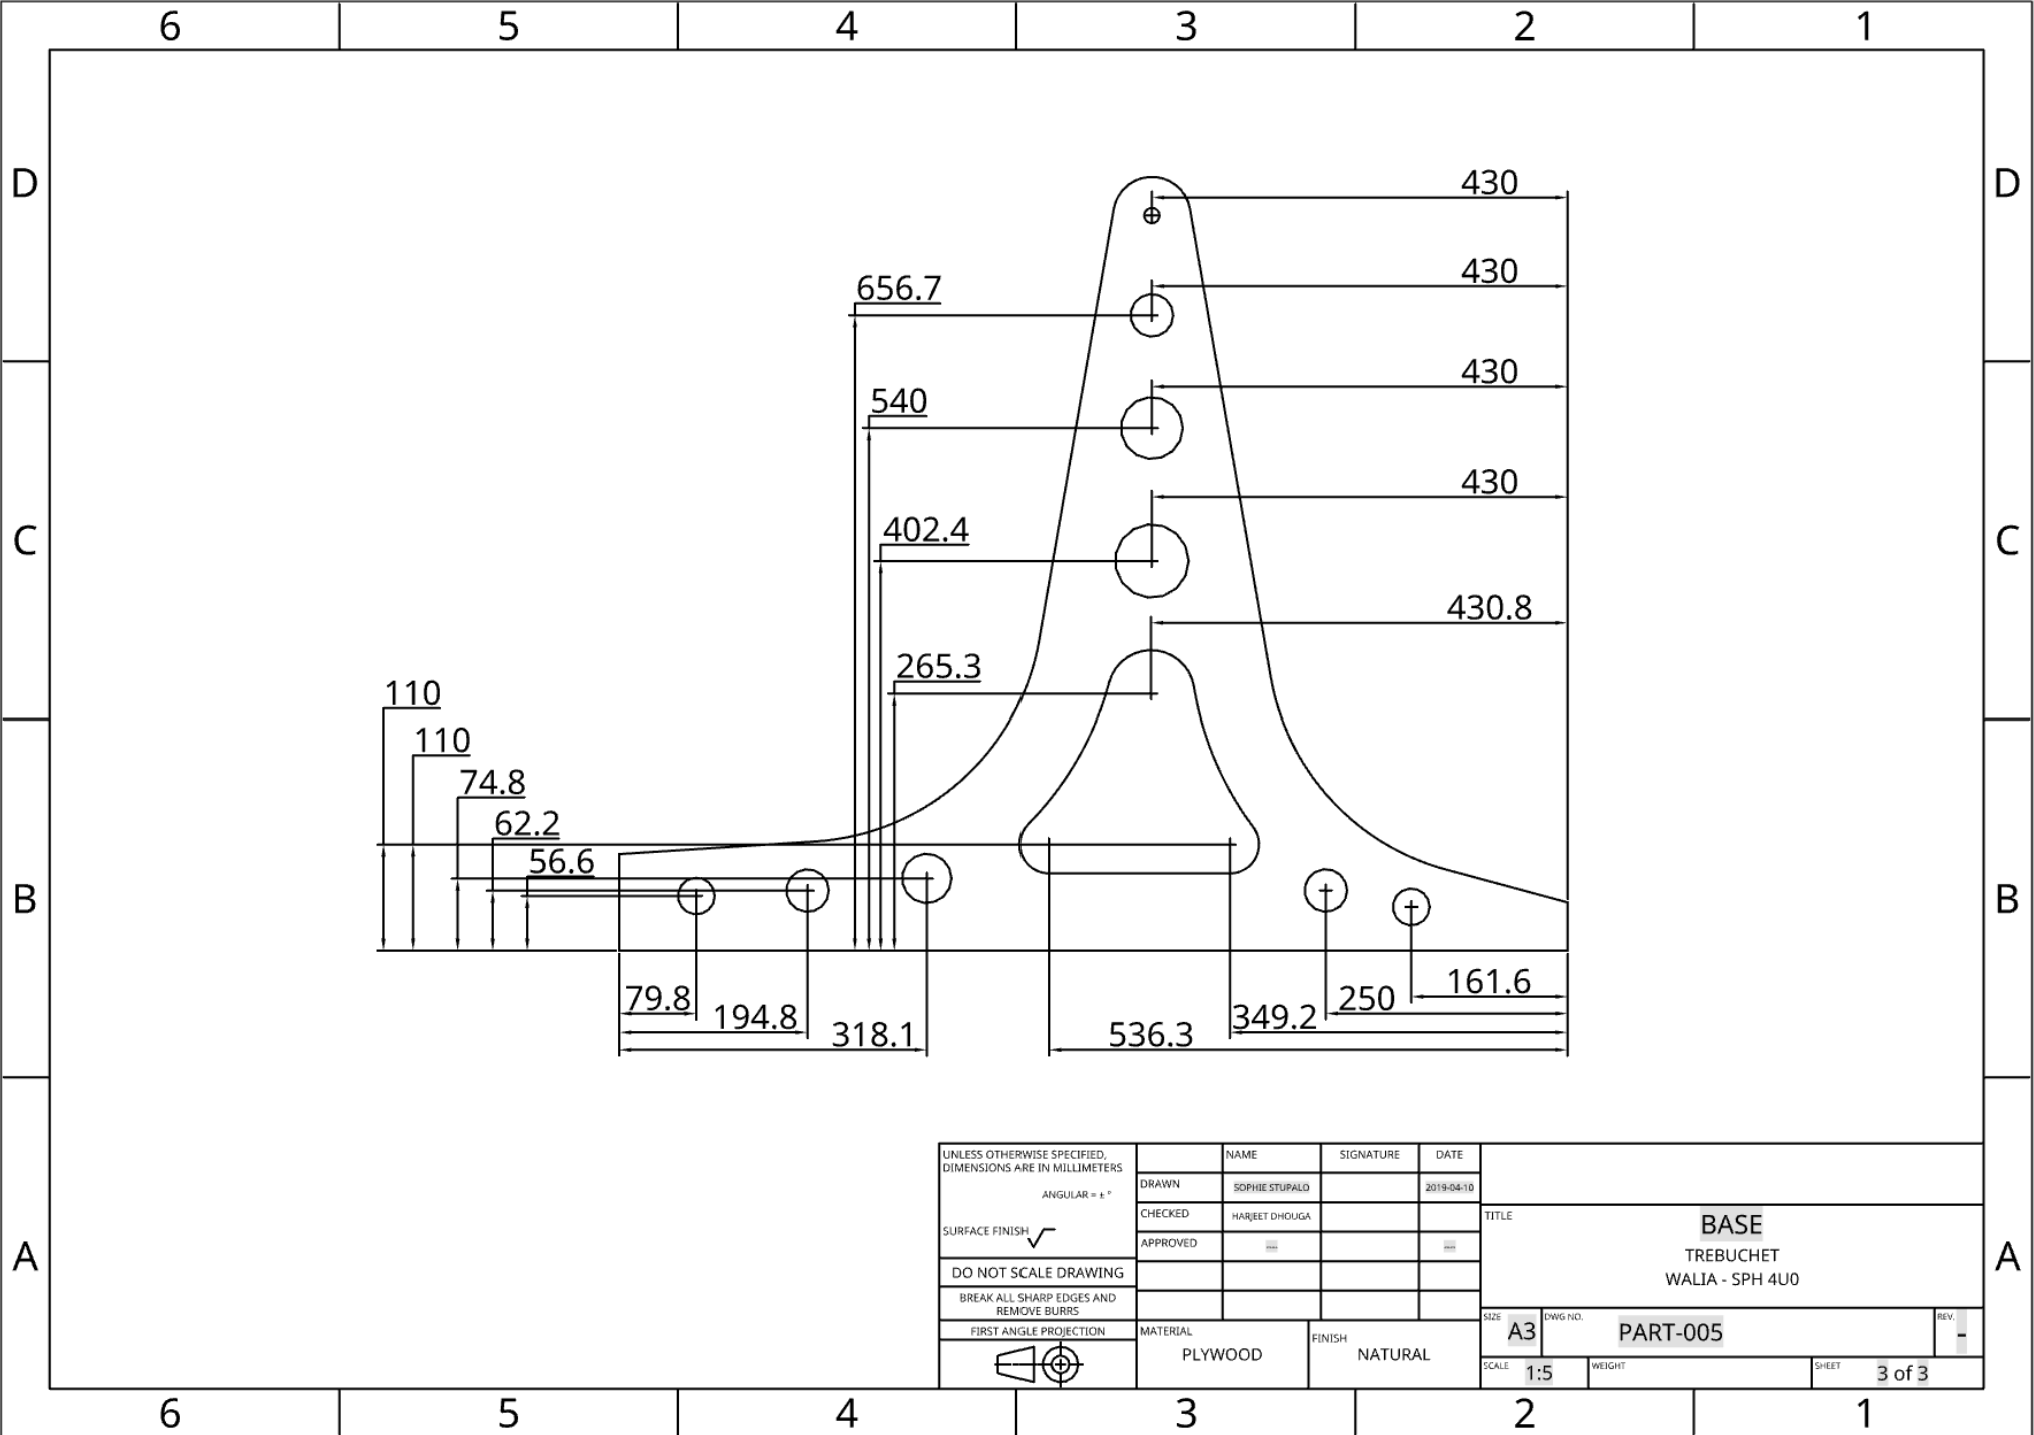 6 5 4 3 2 1
D D
430
430
656.7
430
540
430
C C
402.4
430.8
265.3
110
110
74.8
62.2
56.6
B B
161.6
79.8 250
194.8 349.2
318.1 536.3
UNLESS OTHERWISE SPECIFIED,
DIMENSIONS ARE IN MILLIMETERS
ANGULAR = ± °
SURFACE FINISH
DO NOT SCALE DRAWING
BREAK ALL SHARP EDGES AND
REMOVE BURRS
FIRST ANGLE PROJECTION
NAME SIGNATURE DATE
DRAWN SOPHIE STUPALO 2019-04-10
CHECKED HARJEET DHOUGA
APPROVED --- ---
MATERIAL
PLYWOOD
FINISH
NATURAL
TITLE
BASE
TREBUCHET
WALIA - SPH 4U0
SIZE A3 DWG NO. PART-005 REV. -
SCALE 1:5 WEIGHT SHEET 3 of 3
A A
6 5 4 3 2 1